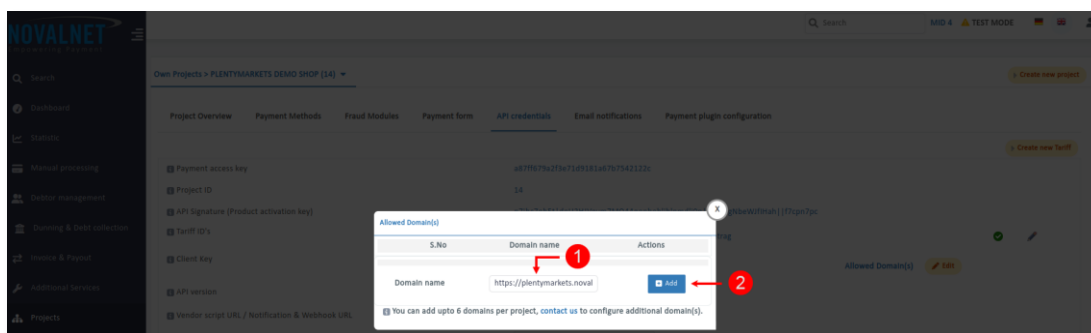 NOVALNET
Empowering Payment
Search
MID 4 TEST MODE
Search
Dashboard
Statistic
Manual processing
Debtor management
Dunning & Debt collection
Invoice & Payout
Additional Services
Projects
Own Projects > PLENTYMARKETS DEMO SHOP (14)
> Create new project
Project Overview Payment Methods Fraud Modules Payment form API credentials Email notifications Payment plugin configuration
> Create new Tariff
Payment access key
Project ID 14
API Signature (Product activation key)
Tariff ID's
Client Key
Allowed Domain(s) Edit
API version
Vendor script URL / Notification & Webhook URL
X
Allowed Domain(s)
S.No Domain name Actions
1
Domain name https://plentymarkets.noval Add
2
You can add upto 6 domains per project, contact us to configure additional domain(s).